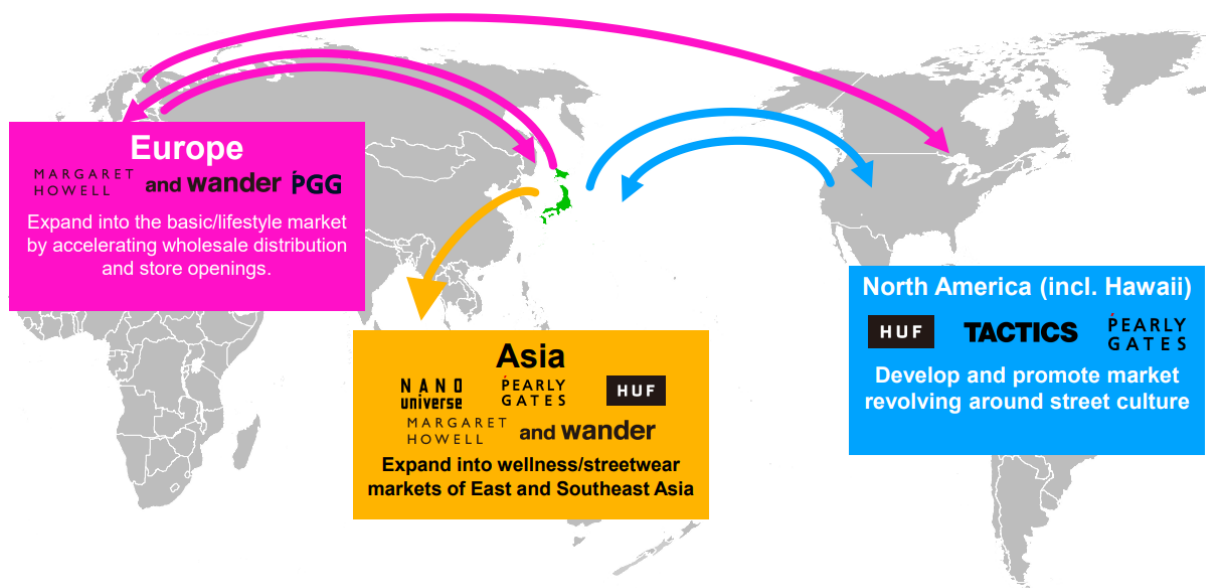 Europe
MARGARET
HOWELL
and wander
PGG
Expand into the basic/lifestyle market
by accelerating wholesale distribution
and store openings.
Asia
NANO
universe
PEARLY
GATES
HUF
MARGARET
HOWELL
and wander
Expand into wellness/streetwear
markets of East and Southeast Asia
North America (incl. Hawaii)
HUF
TACTICS
PEARLY
GATES
Develop and promote market
revolving around street culture